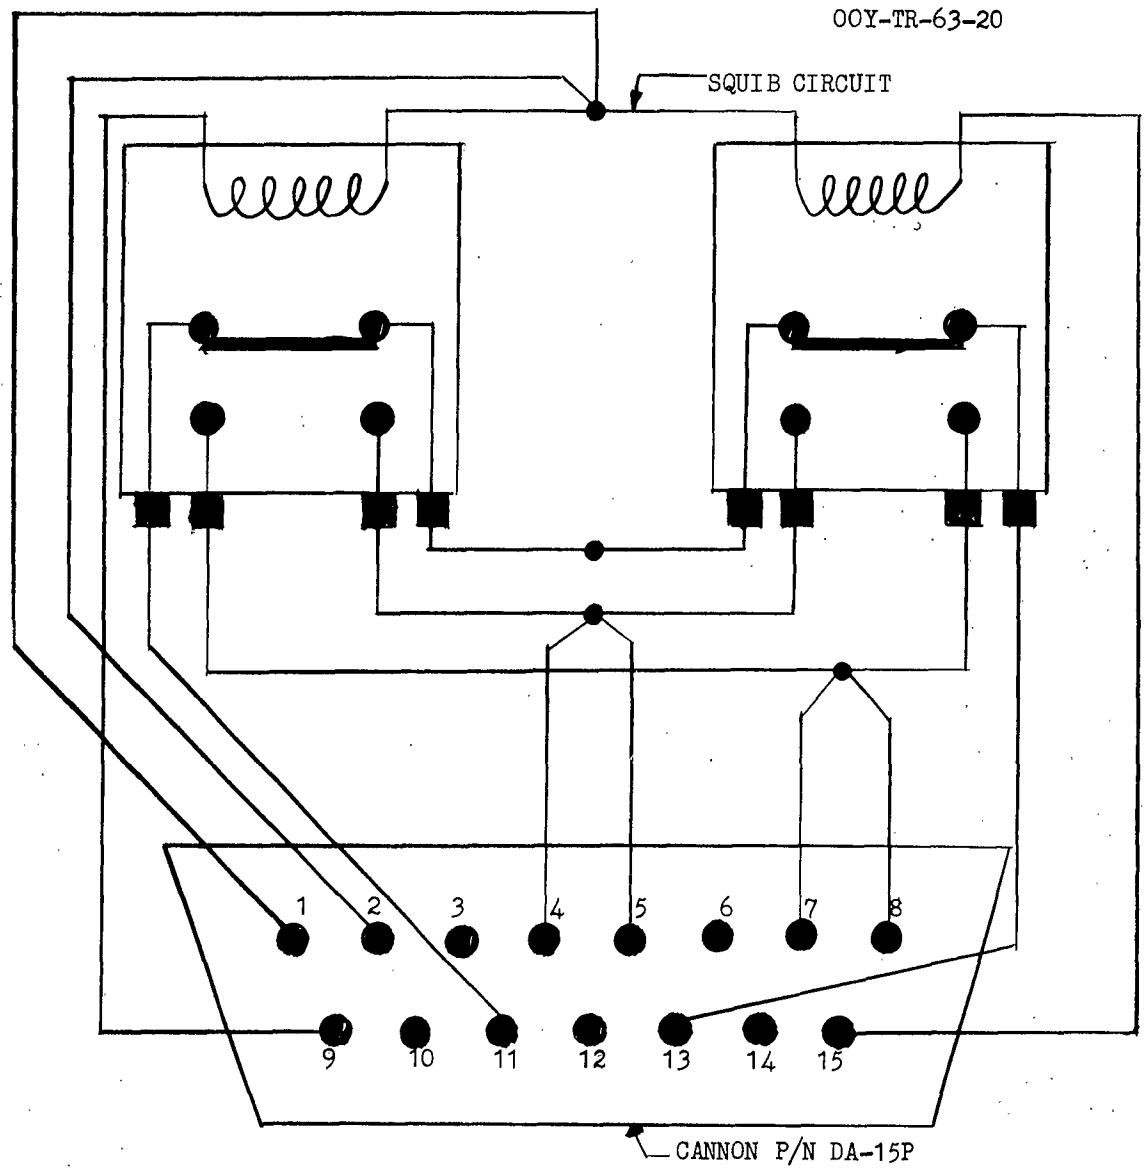 OOY-TR-63-20
SQUIB CIRCUIT
1 2 3 4 5 6 7 8
9 10 11 12 13 14 15
CANNON P/N DA-15P